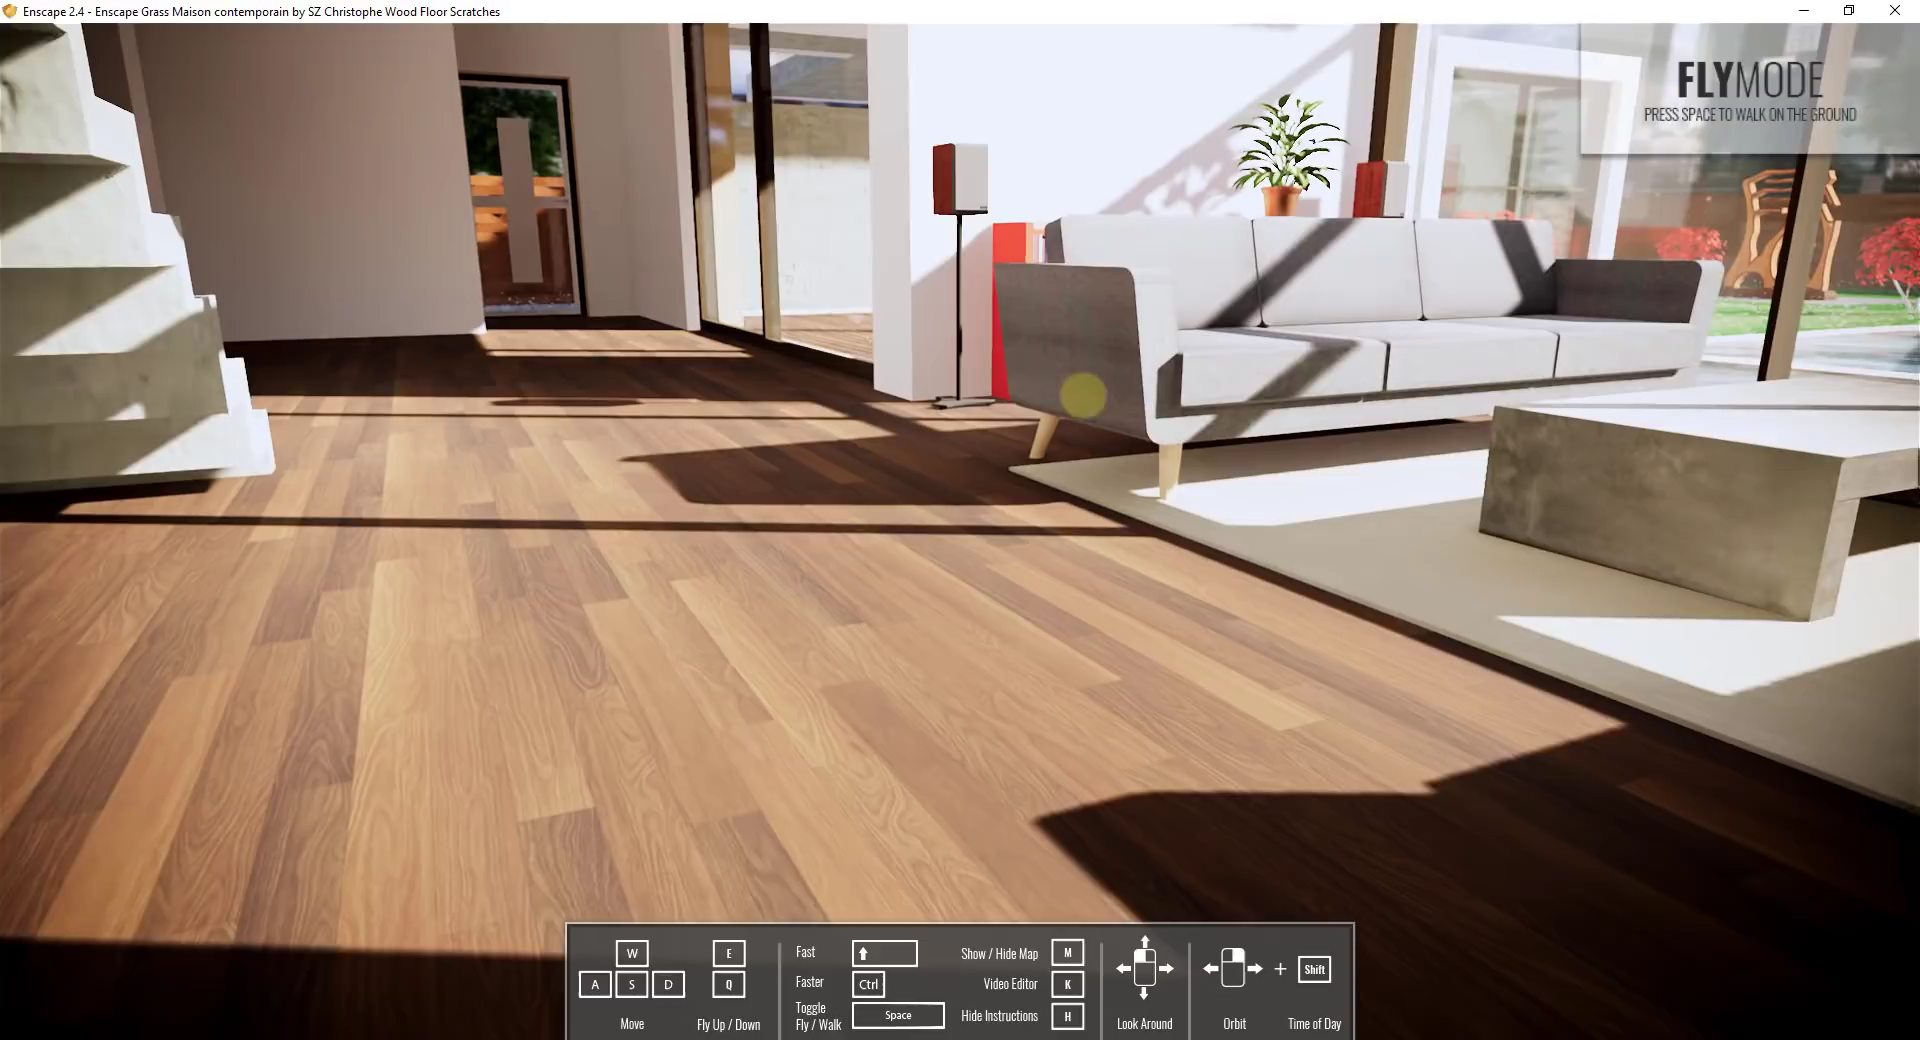 Enscape 2.4 - Enscape Grass Maison contemporain by SZ Christophe Wood Floor Scratches
FLYMODE
PRESS SPACE TO WALK ON THE GROUND
W
A S D
Move
E
Q
Fly Up / Down
Fast
Faster Ctrl
Toggle
Fly / Walk Space
Show / Hide Map M
Video Editor K
Hide Instructions H
Look Around
Orbit
+ Shift
Time of Day